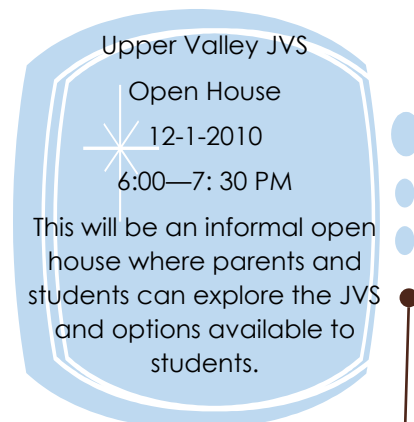 Upper Valley JVS
Open House
12-1-2010
6:00—7: 30 PM
This will be an informal open
house where parents and
students can explore the JVS
and options available to
students.